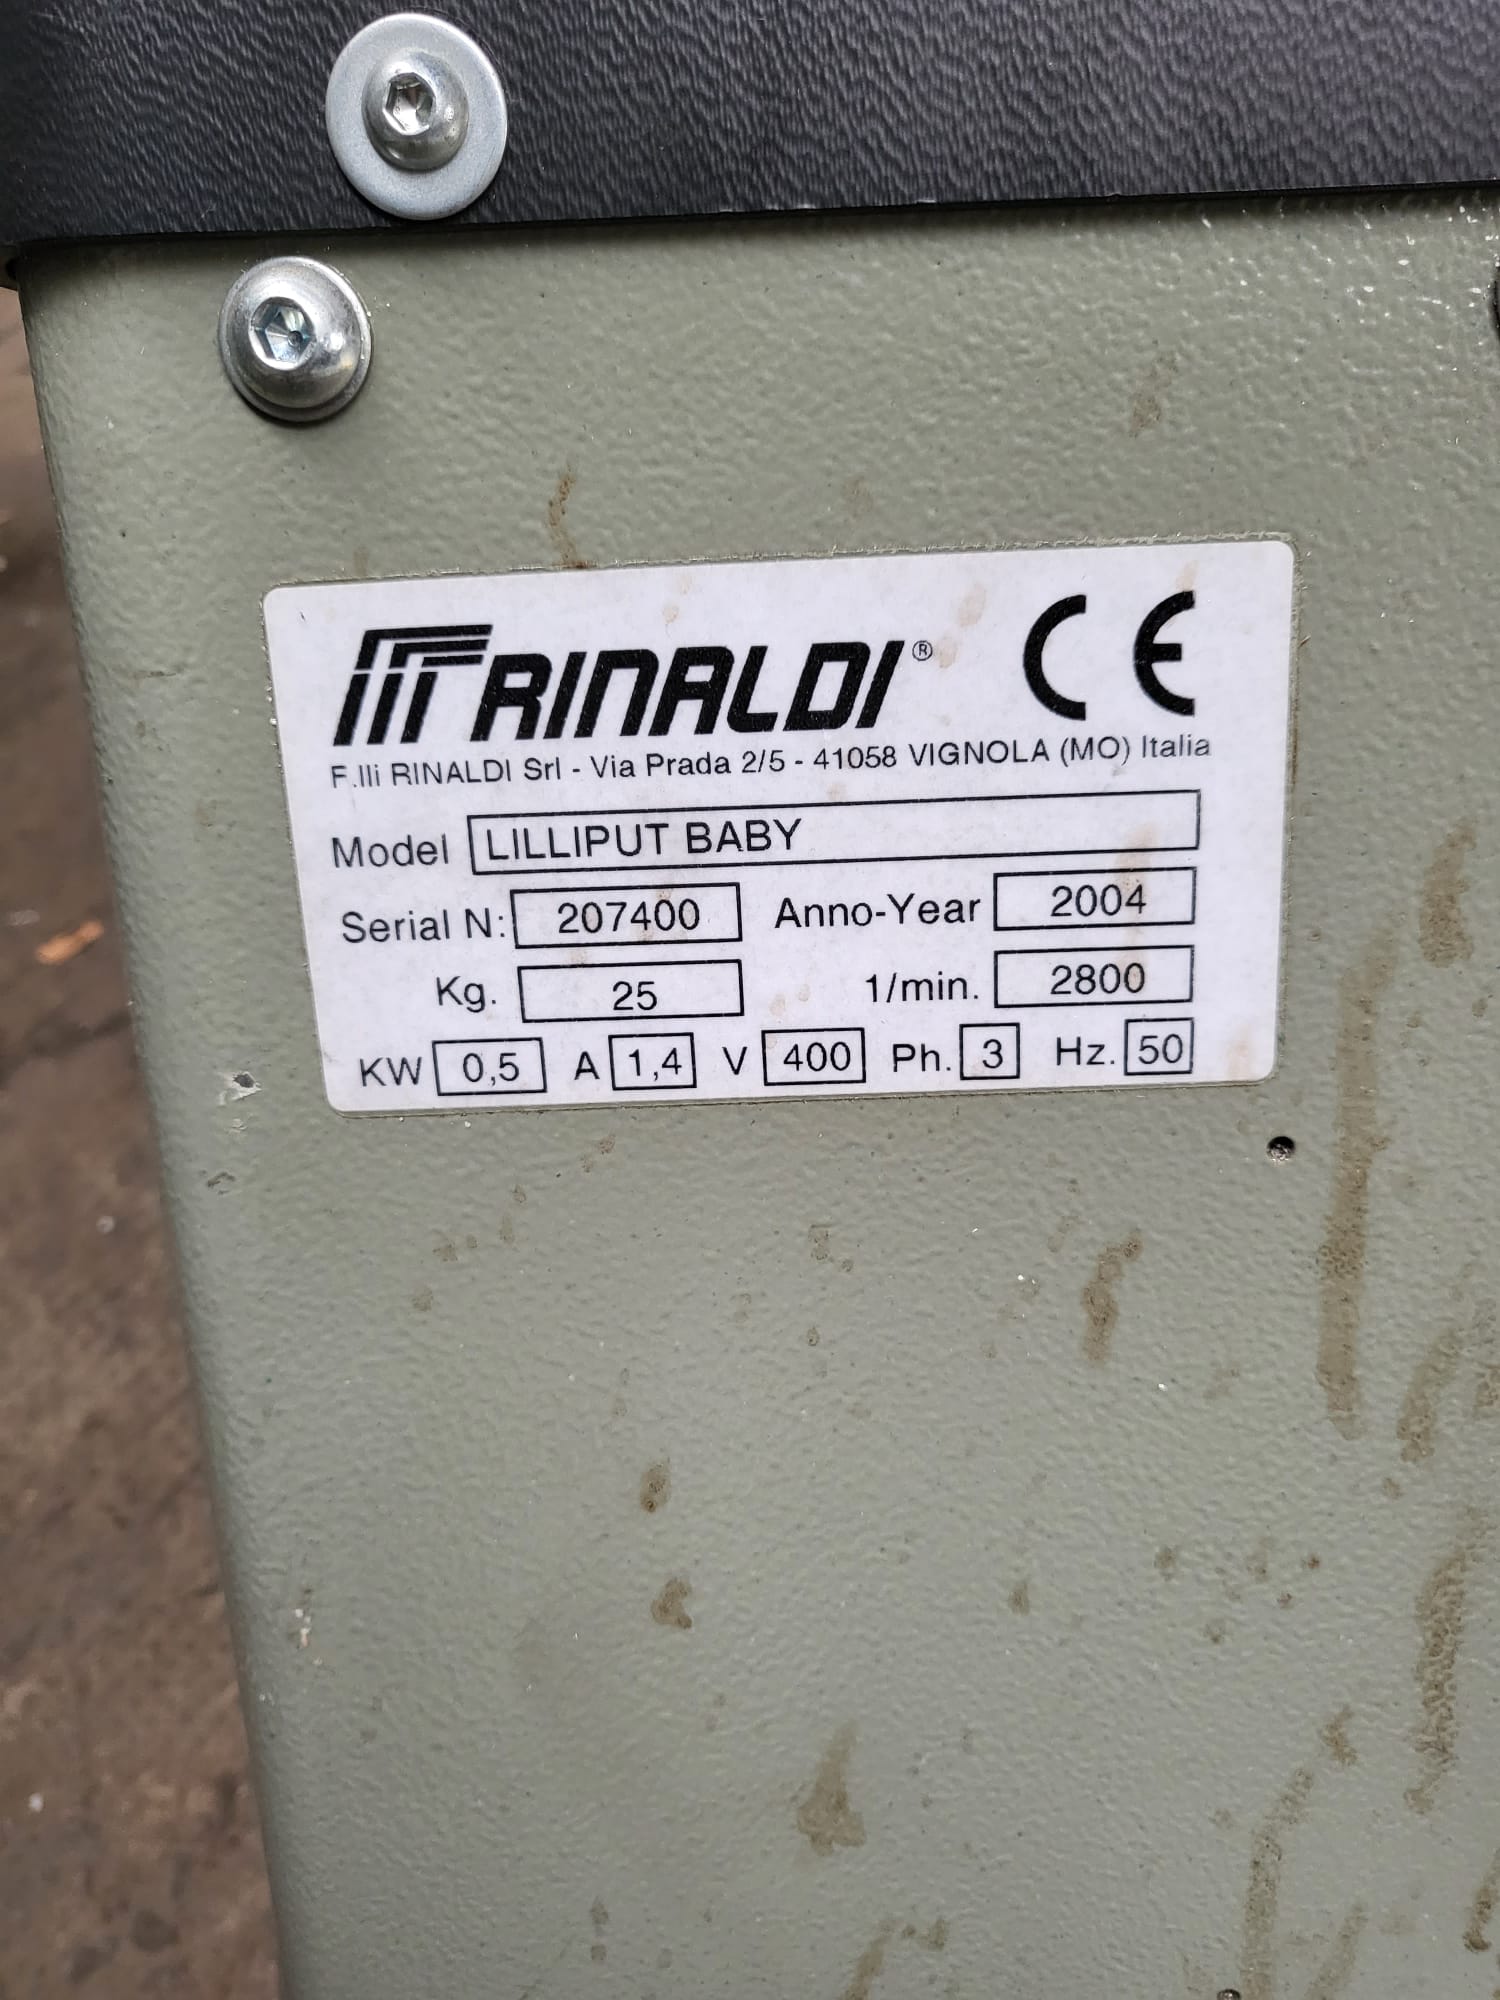 RINALDI® CE
F.lli RINALDI Srl - Via Prada 2/5 - 41058 VIGNOLA (MO) Italia
Model LILLIPUT BABY
Serial N: 207400 Anno-Year 2004
Kg. 25 1/min. 2800
KW 0,5 A 1,4 V 400 Ph. 3 Hz. 50